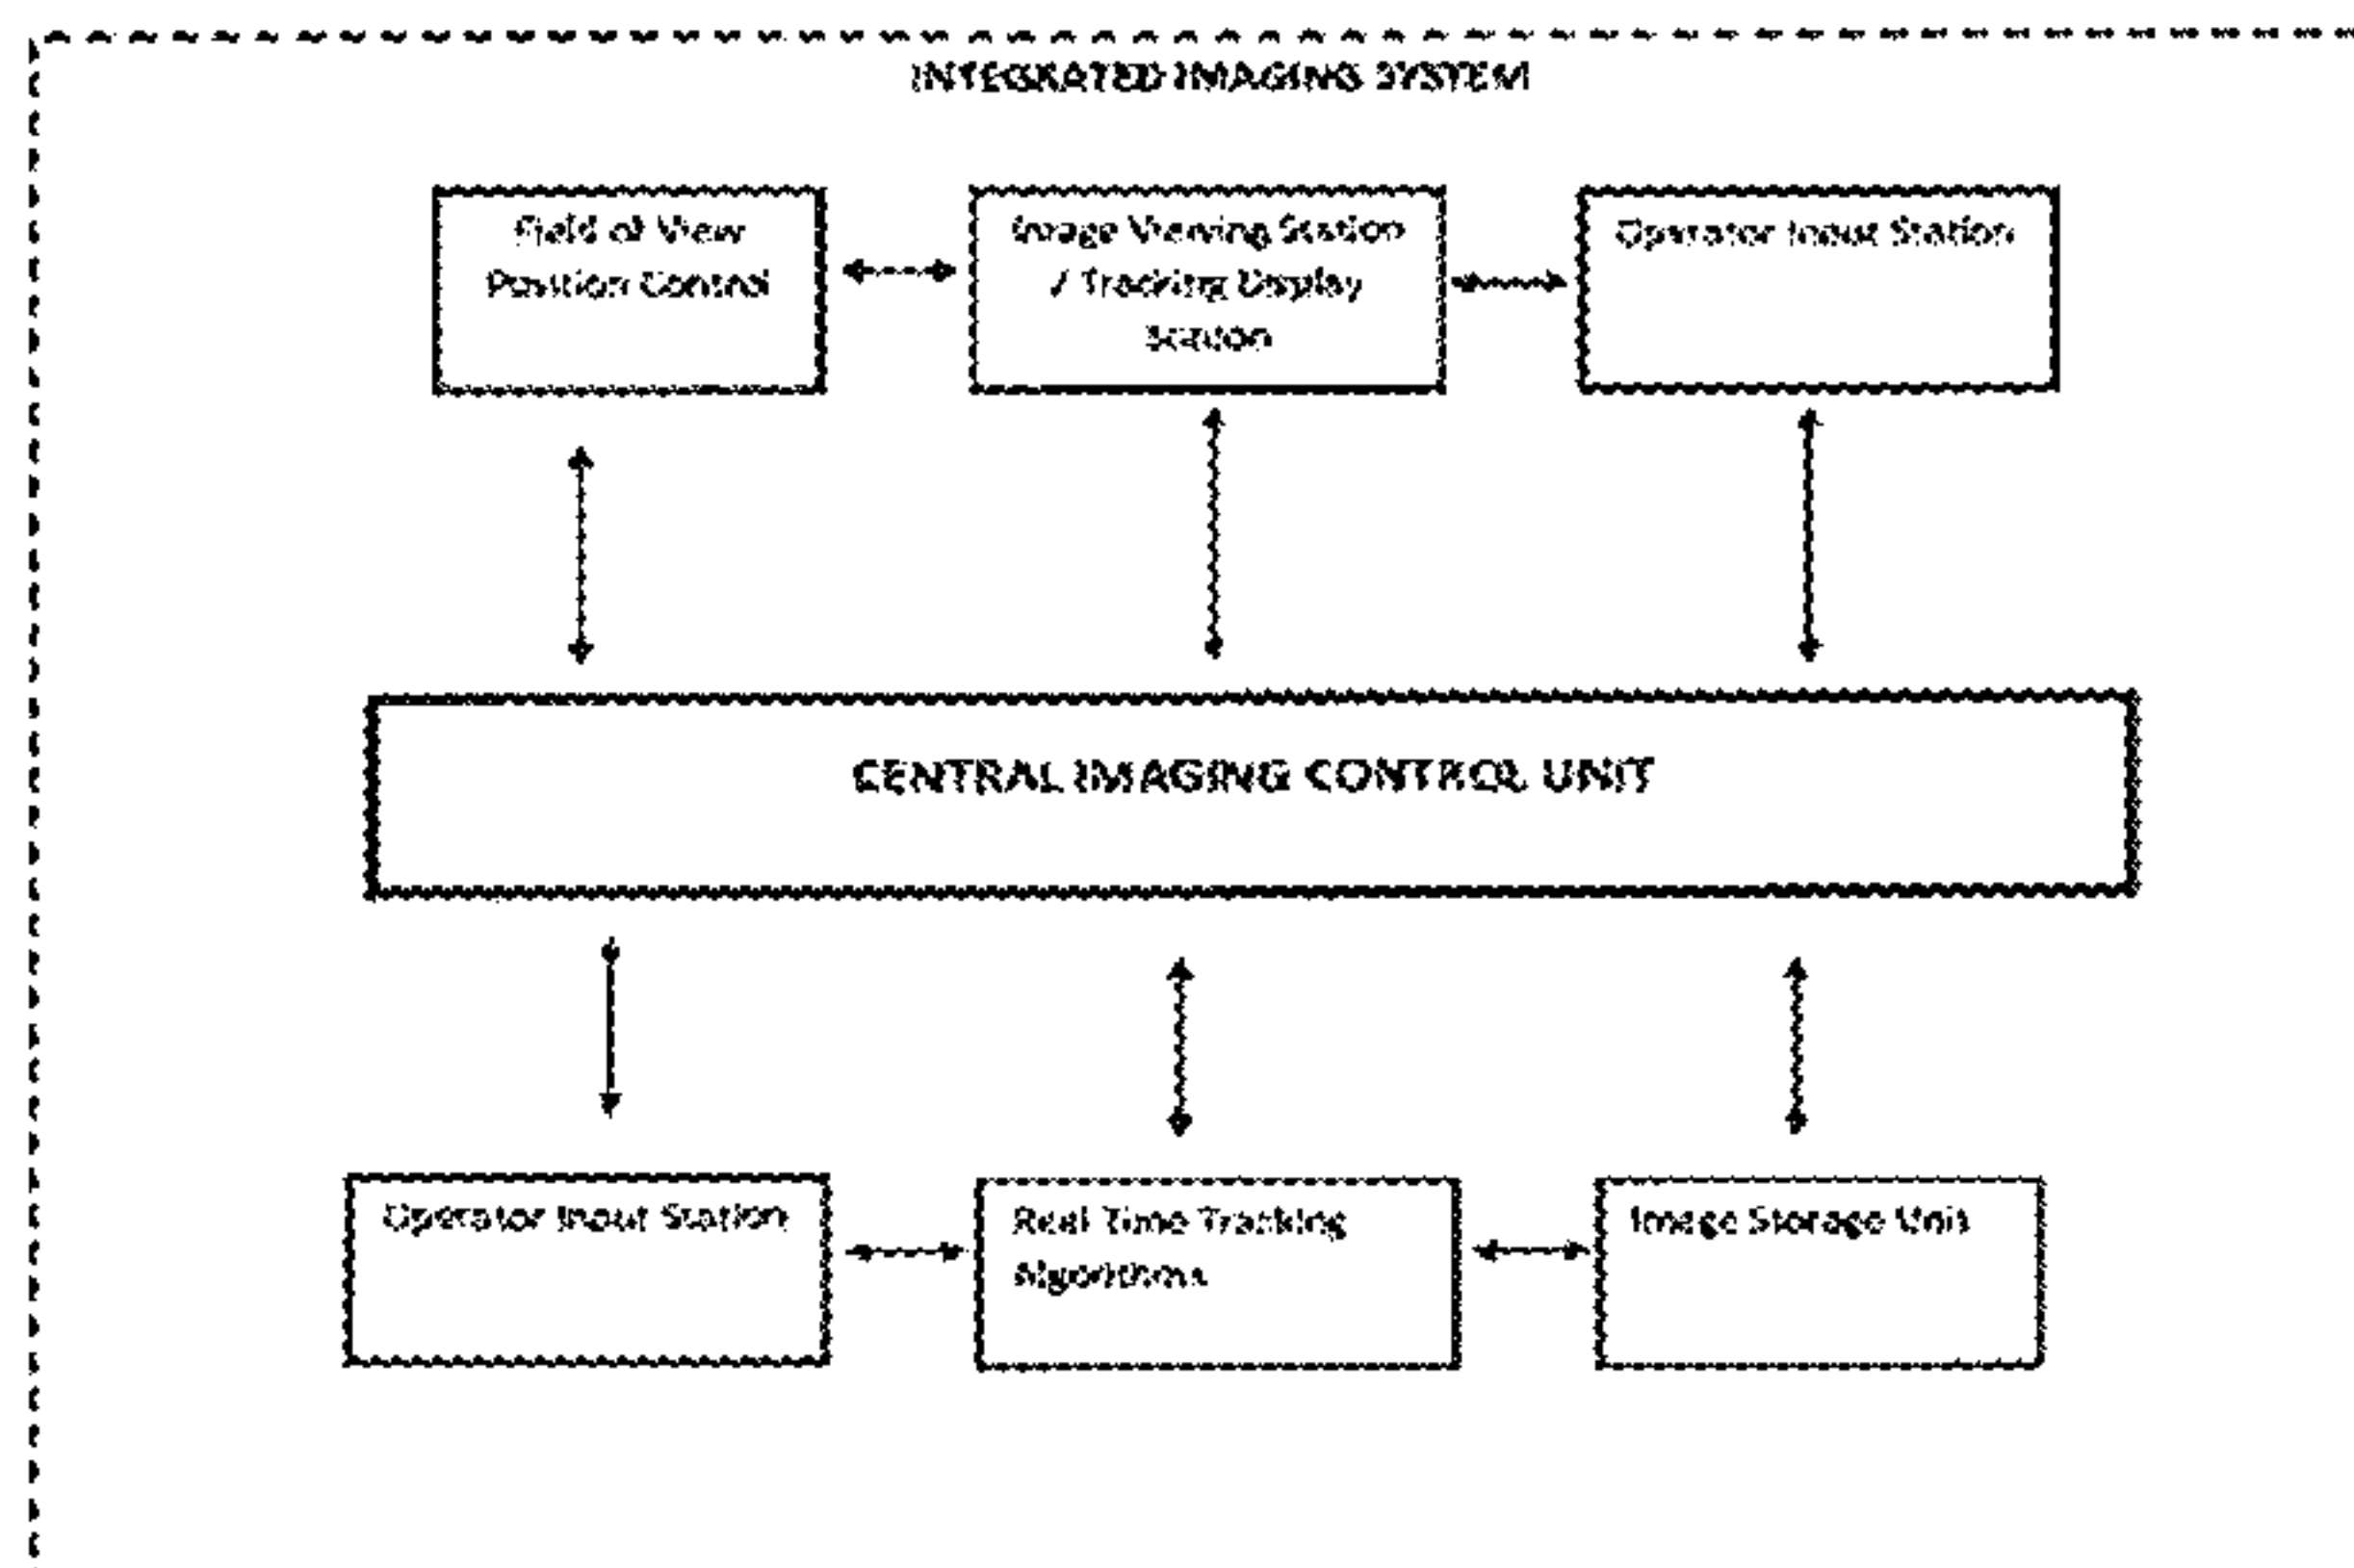 INTEGRATED IMAGING SYSTEM
Field of View
Position Control
Image Viewing Station
/ Tracking Display
Station
Operator Input Station
CENTRAL IMAGING CONTROL UNIT
Operator Input Station
Real Time Tracking
Algorithms
Image Storage Unit